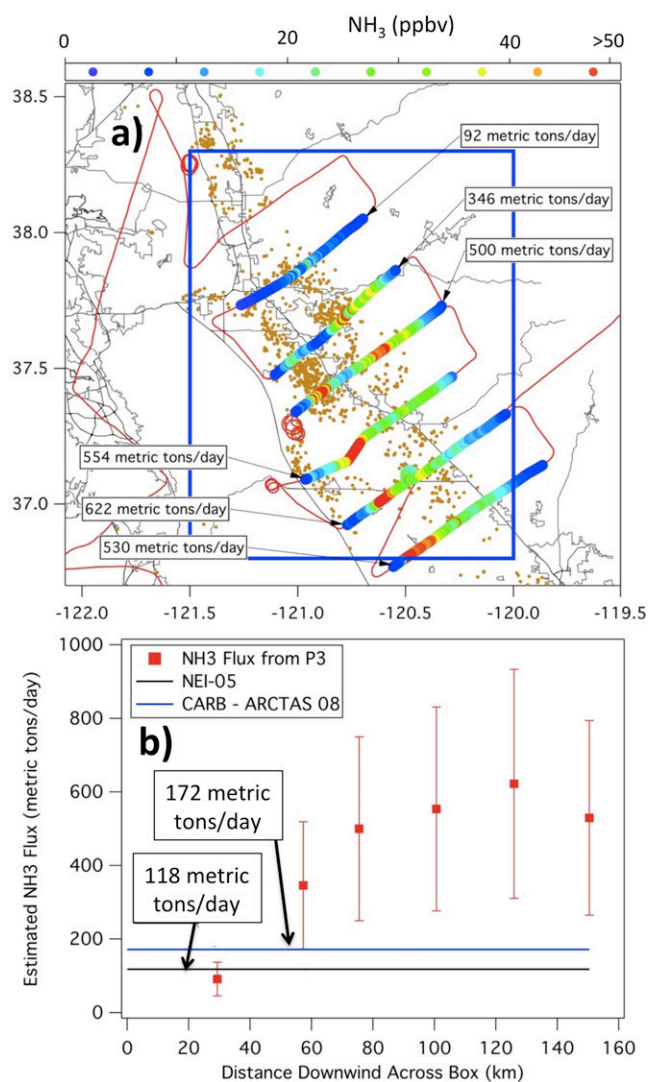 NH3 (ppbv)
0 20 40 >50
a)
38.5
38.0
37.5
37.0
92 metric tons/day
346 metric tons/day
500 metric tons/day
554 metric tons/day
622 metric tons/day
530 metric tons/day
-122.0 -121.5 -121.0 -120.5 -120.0 -119.5
b)
NH3 Flux from P3
NEI-05
CARB - ARCTAS 08
172 metric
tons/day
118 metric
tons/day
Estimated NH3 Flux (metric tons/day)
1000
800
600
400
200
0
0 20 40 60 80 100 120 140 160
Distance Downwind Across Box (km)